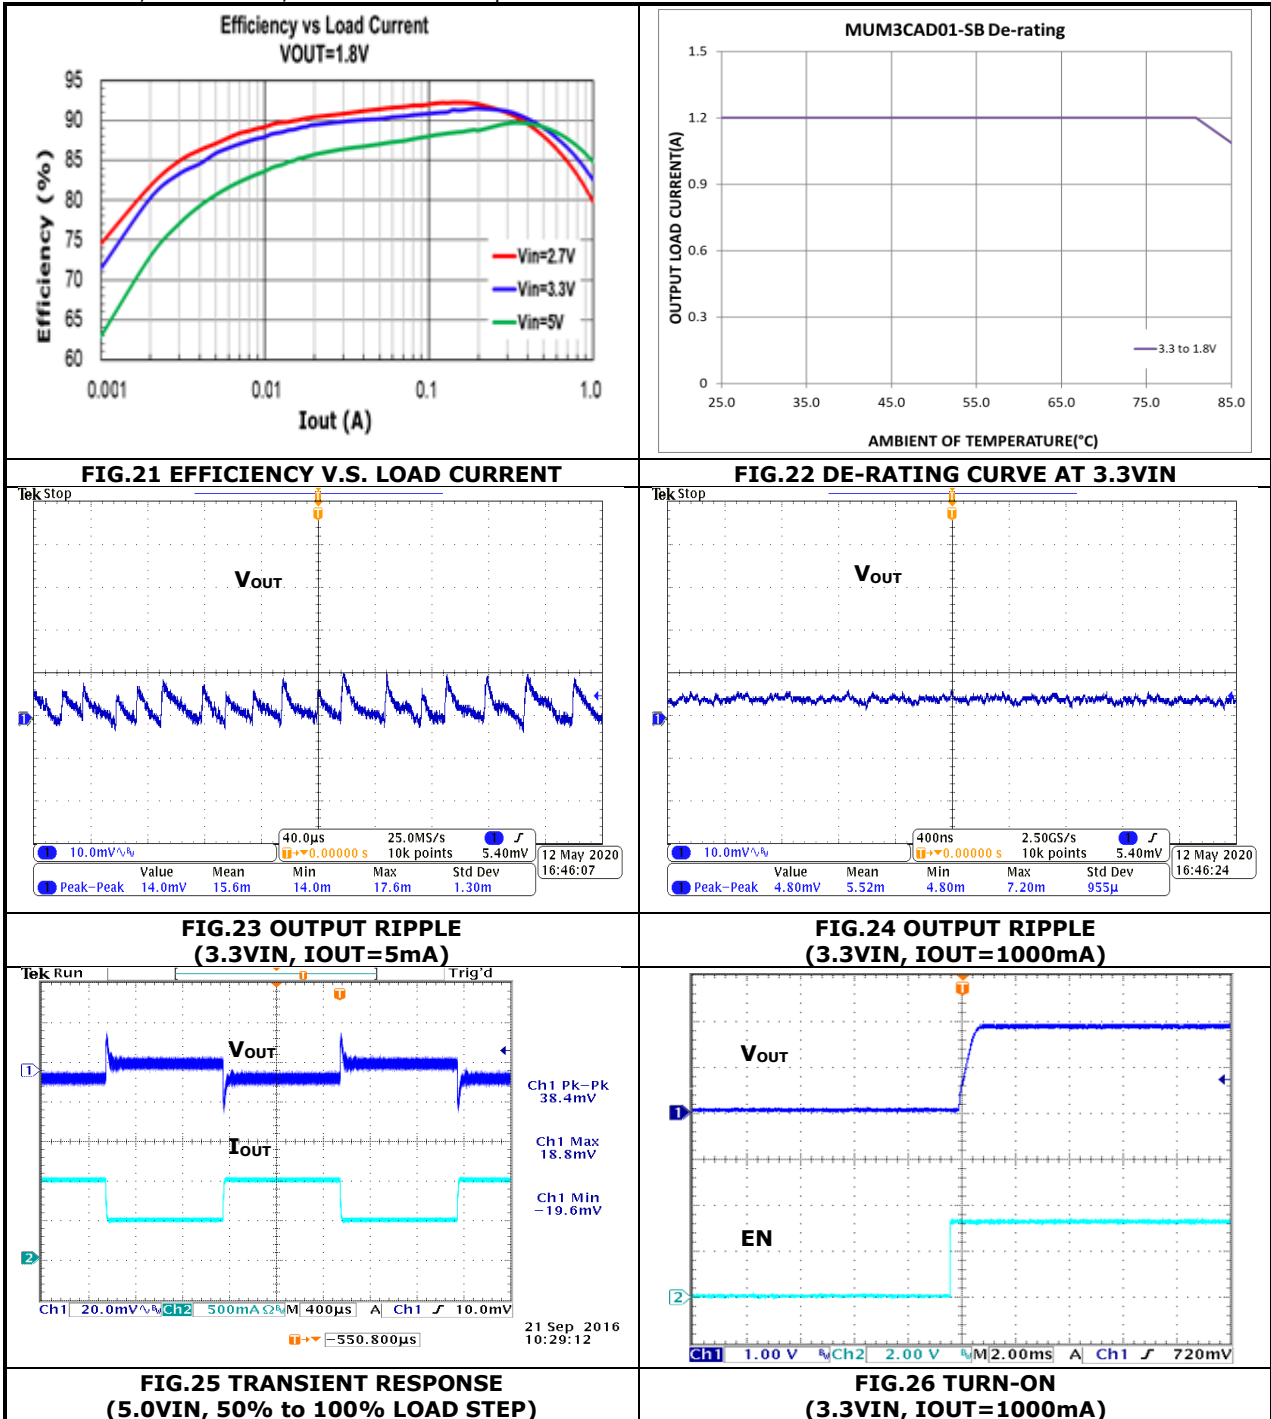 Efficiency vs Load Current
VOUT=1.8V
95
90
85
80
75
70
65
60
Efficiency (%)
Vin=2.7V
Vin=3.3V
Vin=5V
0.001
0.01
0.1
1.0
Iout (A)
MUM3CAD01-SB De-rating
1.5
1.2
0.9
0.6
0.3
0
OUTPUT LOAD CURRENT(A)
3.3 to 1.8V
25.0
35.0
45.0
55.0
65.0
75.0
85.0
AMBIENT OF TEMPERATURE(°C)
FIG.21 EFFICIENCY V.S. LOAD CURRENT
FIG.22 DE-RATING CURVE AT 3.3VIN
Tek Stop
T
T
VOUT
1
40.0µs 25.0MS/s 1
1 10.0mV T 0.00000 s 10k points 5.40mV
12 May 2020
16:46:07
Value Mean Min Max Std Dev
1 Peak-Peak 14.0mV 15.6m 14.0m 17.6m 1.30m
Tek Stop
T
T
VOUT
1
400ns 2.50GS/s 1
1 10.0mV T 0.00000 s 10k points 5.40mV
12 May 2020
16:46:24
Value Mean Min Max Std Dev
1 Peak-Peak 4.80mV 5.52m 4.80m 7.20m 955µ
FIG.23 OUTPUT RIPPLE
(3.3VIN, IOUT=5mA)
FIG.24 OUTPUT RIPPLE
(3.3VIN, IOUT=1000mA)
Tek Run
T
Trig'd
T
VOUT
1
Ch1 Pk-Pk
38.4mV
Ch1 Max
18.8mV
IOUT
Ch1 Min
-19.6mV
2
Ch1 20.0mV Ch2 500mA Ω M 400µs A Ch1 10.0mV
T -550.800µs
21 Sep 2016
10:29:12
T
VOUT
1
EN
2
Ch1 1.00 V Ch2 2.00 V M 2.00ms A Ch1 720mV
FIG.25 TRANSIENT RESPONSE
(5.0VIN, 50% to 100% LOAD STEP)
FIG.26 TURN-ON
(3.3VIN, IOUT=1000mA)